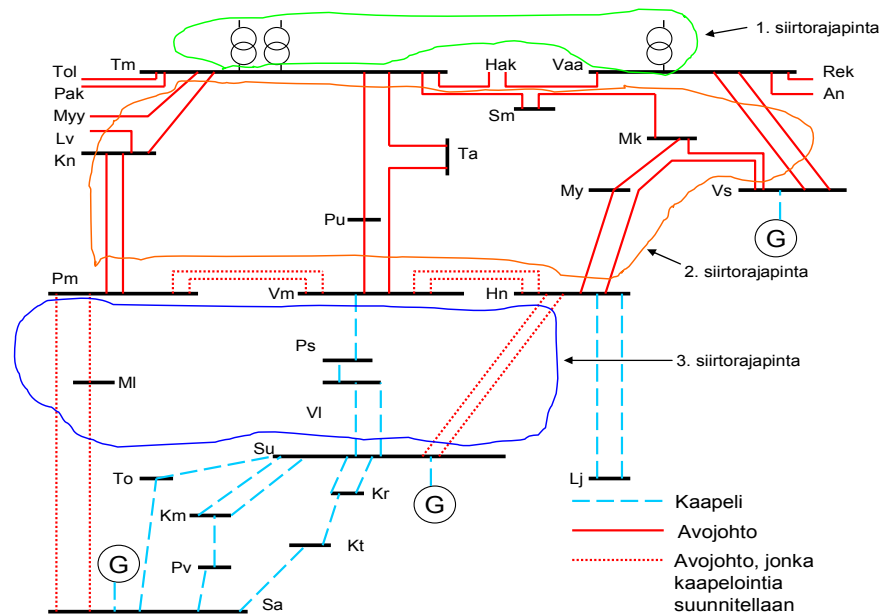 1. siirtorajapinta
Tm
Hak
Vaa
Tol
Rek
Pak
An
Myy
Sm
Lv
Mk
Kn
Ta
My
Vs
Pu
G
2. siirtorajapinta
Pm
Vm
Hn
Ps
3. siirtorajapinta
Ml
Vl
Su
To
Lj
Kr
G
Kaapeli
Km
Avojohto
Kt
G
Pv
Avojohto, jonka
kaapelointia
suunnitellaan
Sa